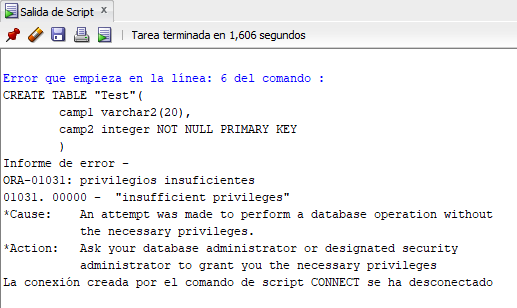 Salida de Script x
Tarea terminada en 1,606 segundos
Error que empieza en la línea: 6 del comando :
CREATE TABLE "Test"(
camp1 varchar2(20),
camp2 integer NOT NULL PRIMARY KEY
)
Informe de error -
ORA-01031: privilegios insuficientes
01031. 00000 - "insufficient privileges"
*Cause: An attempt was made to perform a database operation without
the necessary privileges.
*Action: Ask your database administrator or designated security
administrator to grant you the necessary privileges
La conexión creada por el comando de script CONNECT se ha desconectado